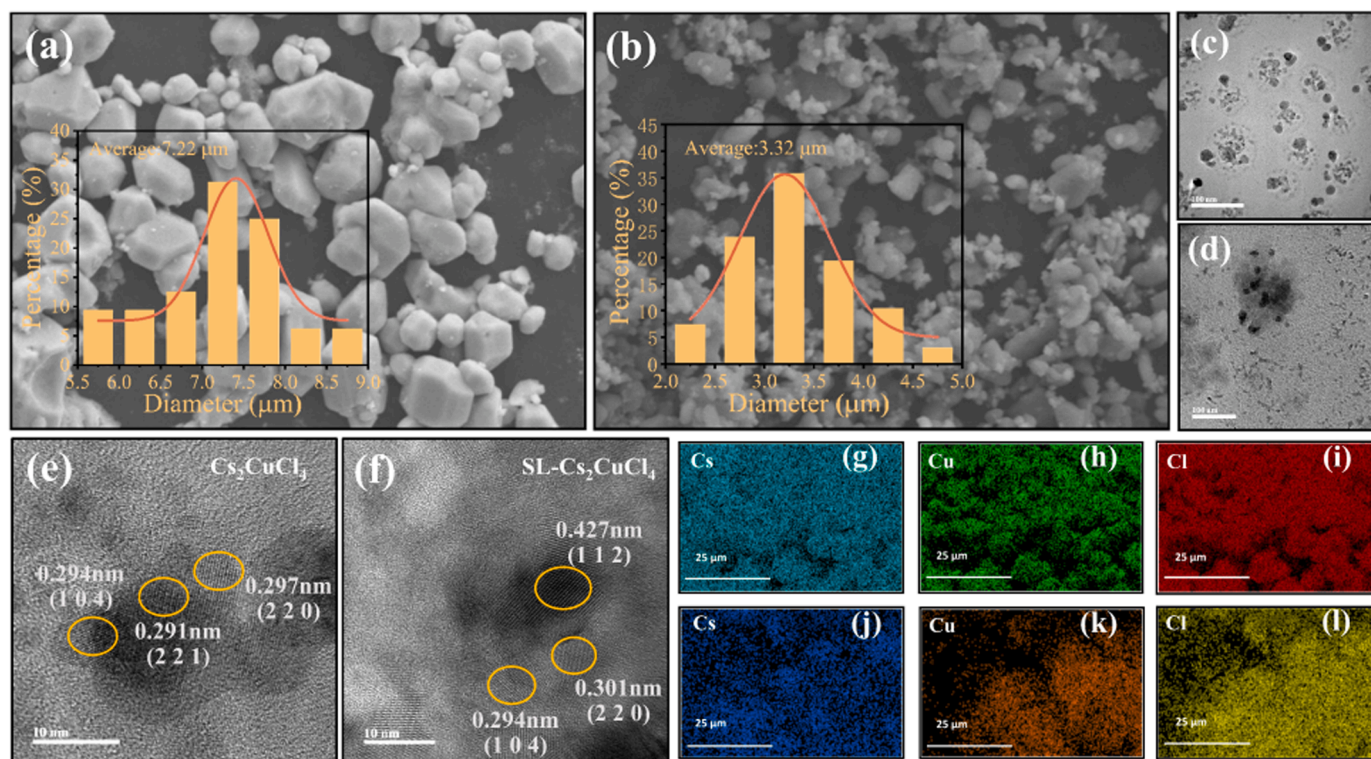 (a)
40
35
30
25
20
15
10
5
0
Percentage (%)
Average:7.22 μm
5.5 6.0 6.5 7.0 7.5 8.0 8.5 9.0
Diameter (μm)
(b)
45
40
35
30
25
20
15
10
5
0
Percentage (%)
Average:3.32 μm
2.0 2.5 3.0 3.5 4.0 4.5 5.0
Diameter (μm)
(c)
100 nm
(d)
100 nm
(e)
Cs₂CuCl₄
0.294nm
(1 0 4)
0.297nm
(2 2 0)
0.291nm
(2 2 1)
10 nm
(f)
SL-Cs₂CuCl₄
0.427nm
(1 1 2)
0.301nm
(2 2 0)
0.294nm
(1 0 4)
10 nm
Cs
(g)
25 μm
Cu
(h)
25 μm
Cl
(i)
25 μm
Cs
(j)
25 μm
Cu
(k)
25 μm
Cl
(l)
25 μm